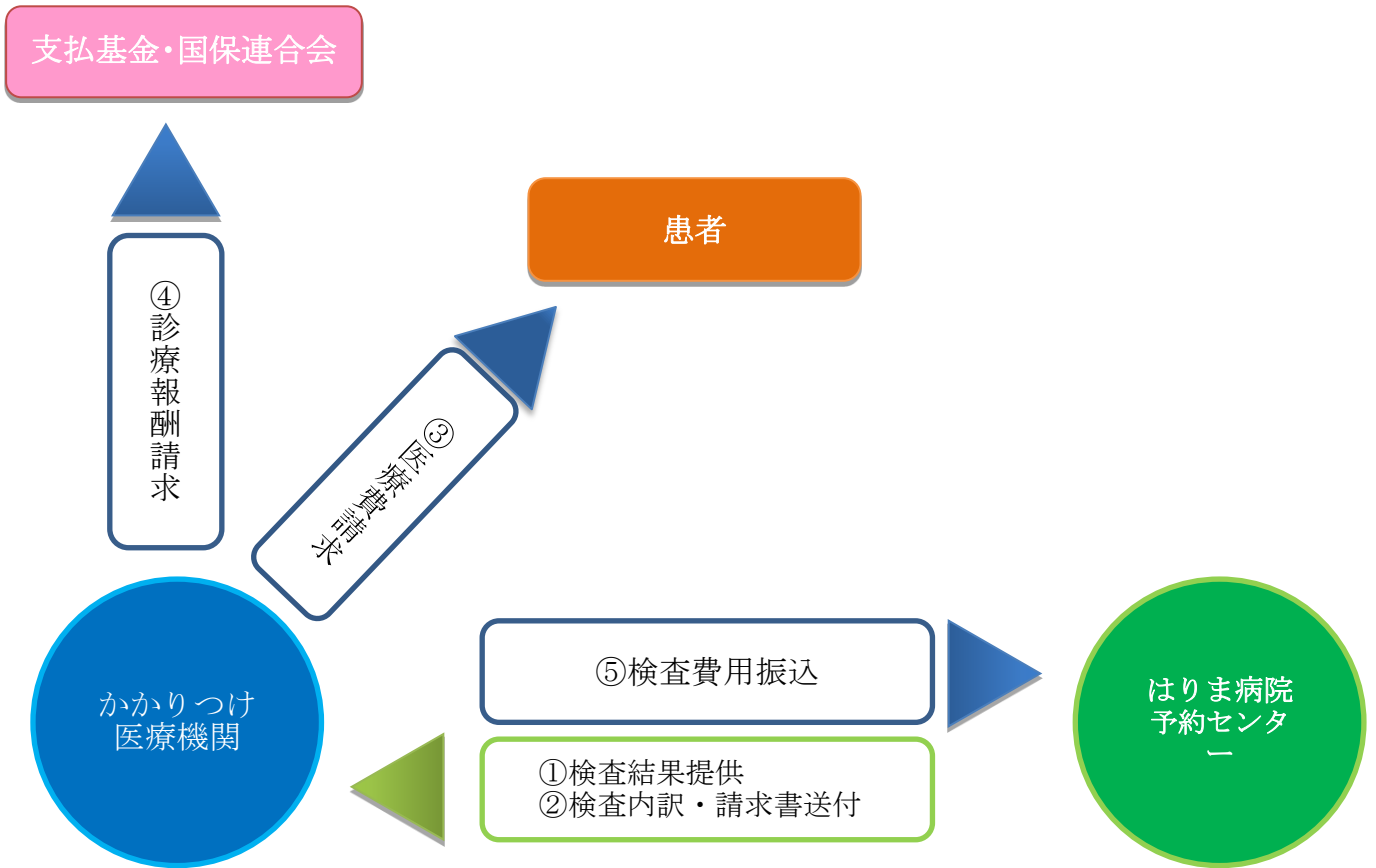 支払基金・国保連合会
患者
④診療報酬請求
③医療費請求
⑤検査費用振込
かかりつけ
医療機関
はりま病院
予約センタ
ー
①検査結果提供
②検査内訳・請求書送付